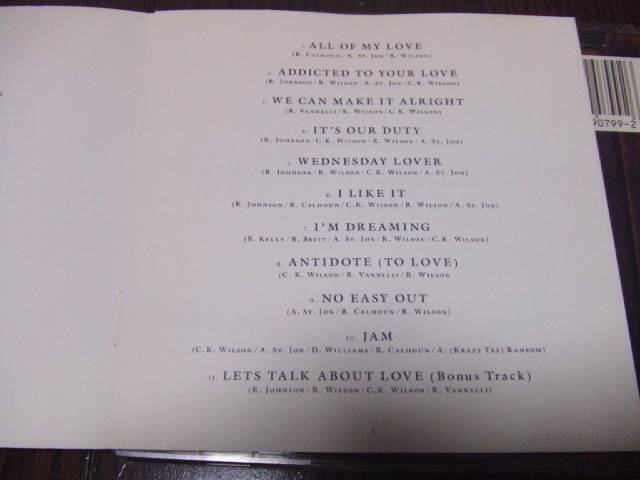 1. ALL OF MY LOVE
(R. CALHOUN / A. ST. JON / R. WILSON)
2. ADDICTED TO YOUR LOVE
(R. JOHNSON / R. WILSON / A. ST. JON / C.K. WILSON)
3. WE CAN MAKE IT ALRIGHT
(R. VANNELLI / R. WILSON / C.K. WILSON)
4. IT'S OUR DUTY
(R. JOHNSON / C.K. WILSON / R. WILSON / A. ST. JON)
5. WEDNESDAY LOVER
(R. JOHNSON / R. WILSON / C.K. WILSON / A. ST. JON)
6. I LIKE IT
(R. JOHNSON / R. CALHOUN / C.K. WILSON / R. WILSON / A. ST. JON)
7. I'M DREAMING
(B. KELLY / R. BRITT / A. ST. JON / R. WILSON / C.K. WILSON)
8. ANTIDOTE (TO LOVE)
(C. K. WILSON / R. VANNELLI / R. WILSON
9. NO EASY OUT
(A. ST. JON / R. CALHOUN / R. WILSON)
10. JAM
(C.K. WILSON / A. ST. JON / D. WILLIAMS / R. CALHOUN / A. (KRAZY TEE) RANSOM)
11. LETS TALK ABOUT LOVE (BONUS TRACK)
(R. JOHNSON / R. WILSON / C.K. WILSON / R. VANNELLI)
90799-2